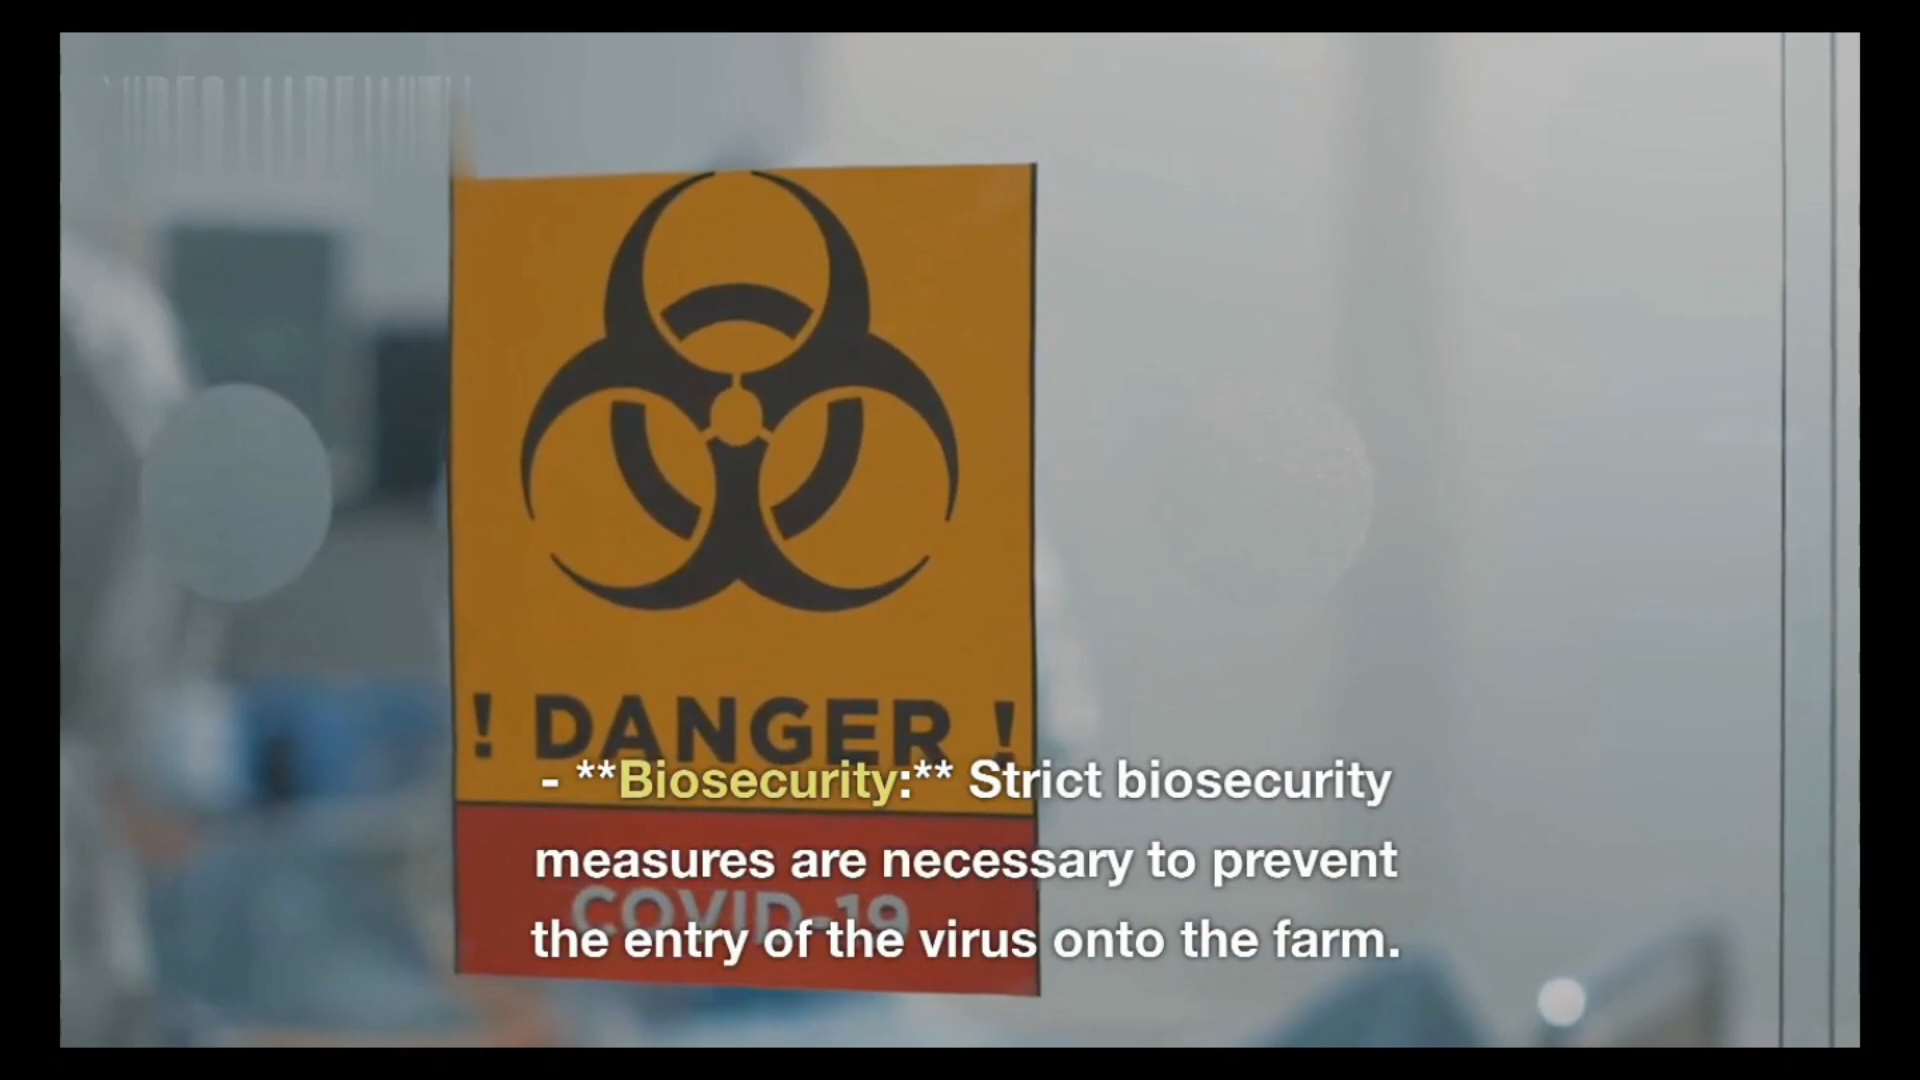 ! DANGER !
- **Biosecurity:** Strict biosecurity
measures are necessary to prevent
COVID-19
the entry of the virus onto the farm.